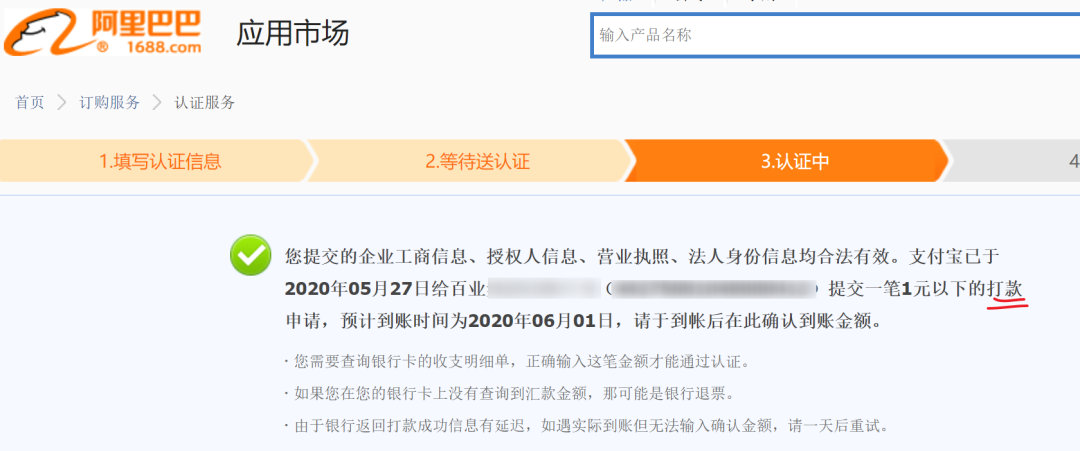 阿里巴巴
® 1688.com
应用市场
输入产品名称
首页 订购服务 认证服务
1.填写认证信息 2.等待送认证 3.认证中 4
您提交的企业工商信息、授权人信息、营业执照、法人身份信息均合法有效。支付宝已于
2020年05月27日给百业（）提交一笔1元以下的打款
申请，预计到账时间为2020年06月01日，请于到帐后在此确认到账金额。
· 您需要查询银行卡的收支明细单，正确输入这笔金额才能通过认证。
· 如果您在您的银行卡上没有查询到汇款金额，那可能是银行退票。
· 由于银行返回打款成功信息有延迟，如遇实际到账但无法输入确认金额，请一天后重试。